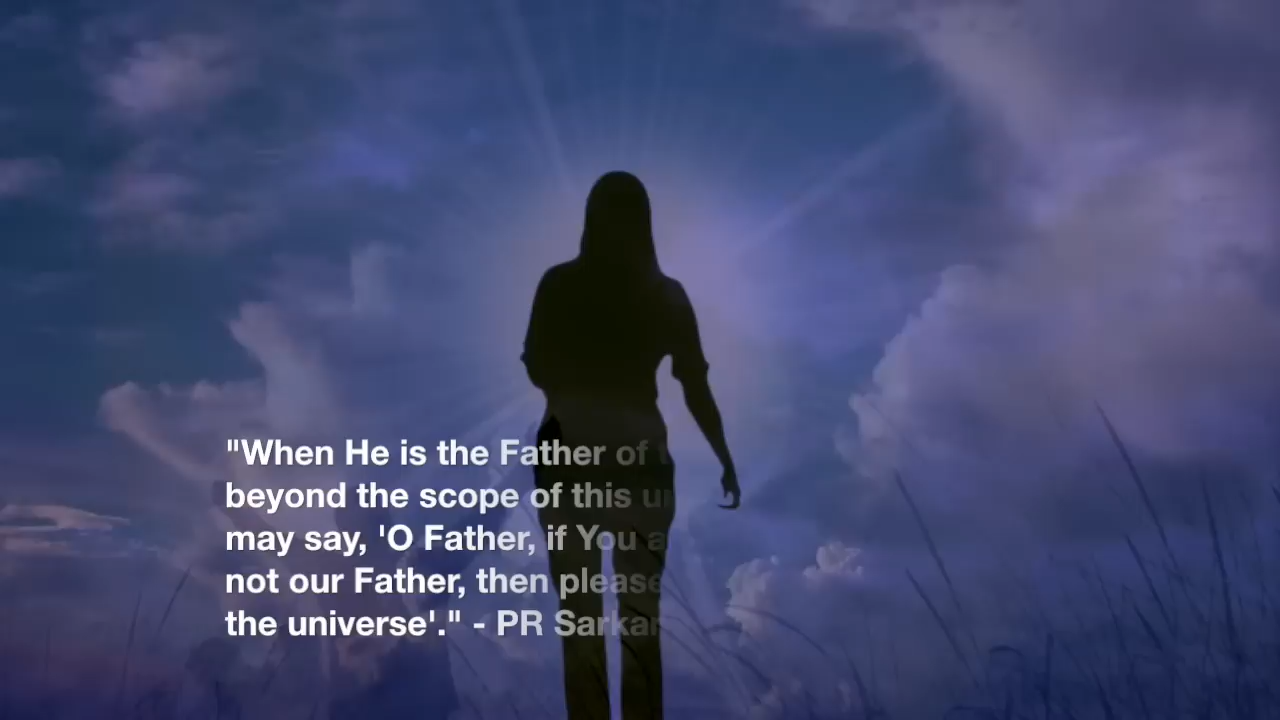 "When He is the Father of
beyond the scope of this
may say, 'O Father, if You
not our Father, then please
the universe'." - PR Sarkar